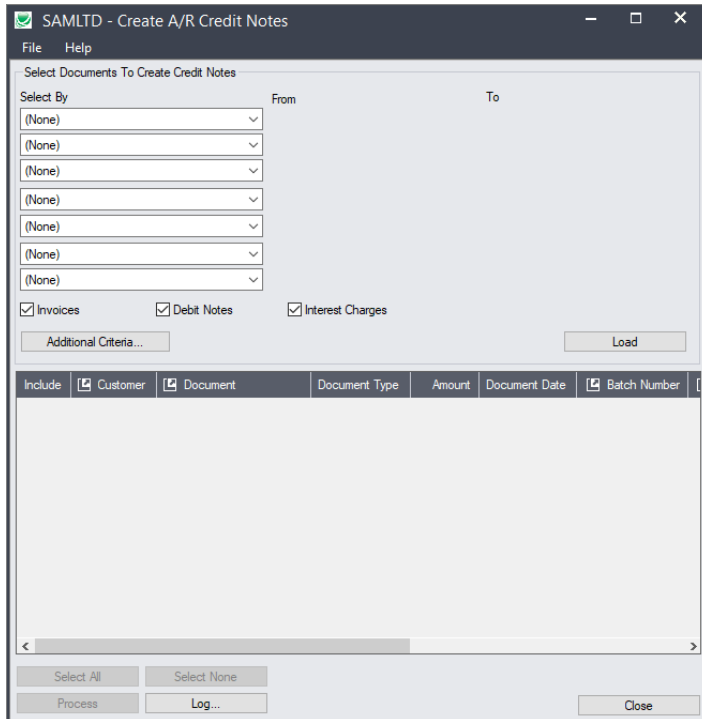 SAMLTD - Create A/R Credit Notes
File Help
Select Documents To Create Credit Notes
Select By From To
(None)
(None)
(None)
(None)
(None)
(None)
(None)
Invoices Debit Notes Interest Charges
Additional Criteria... Load
Include Customer Document Document Type Amount Document Date Batch Number
Select All Select None
Process Log... Close